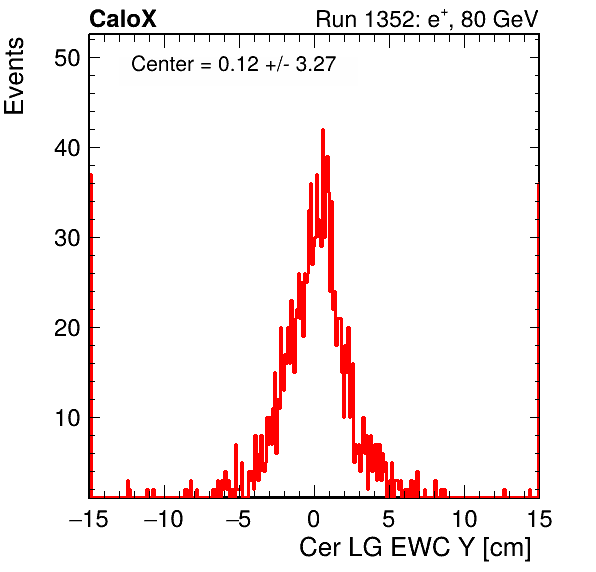 CaloX
Run 1352: e⁺, 80 GeV
Events
Center = 0.12 +/- 3.27
50
40
30
20
10
−15 −10 −5 0 5 10 15
Cer LG EWC Y [cm]